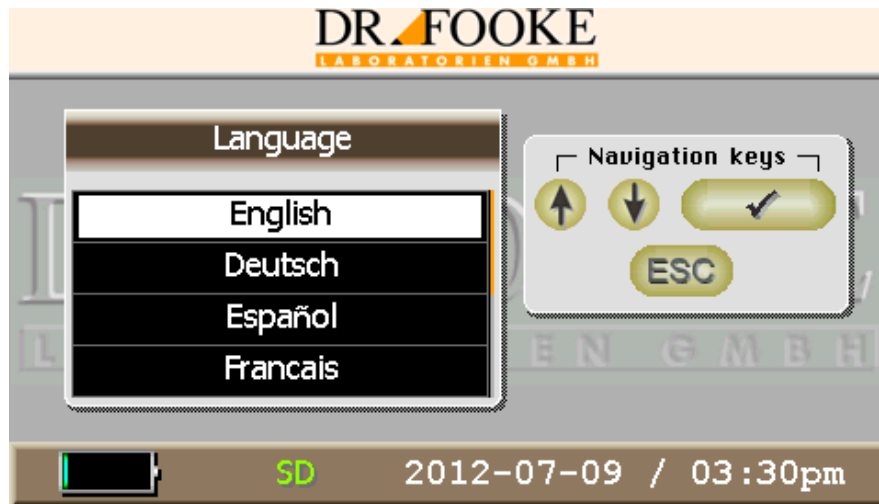 DR FOOKE
LABORATORIEN GMBH
Language
English
Deutsch
Español
Francais
Navigation keys
ESC
SD 2012-07-09 / 03:30pm